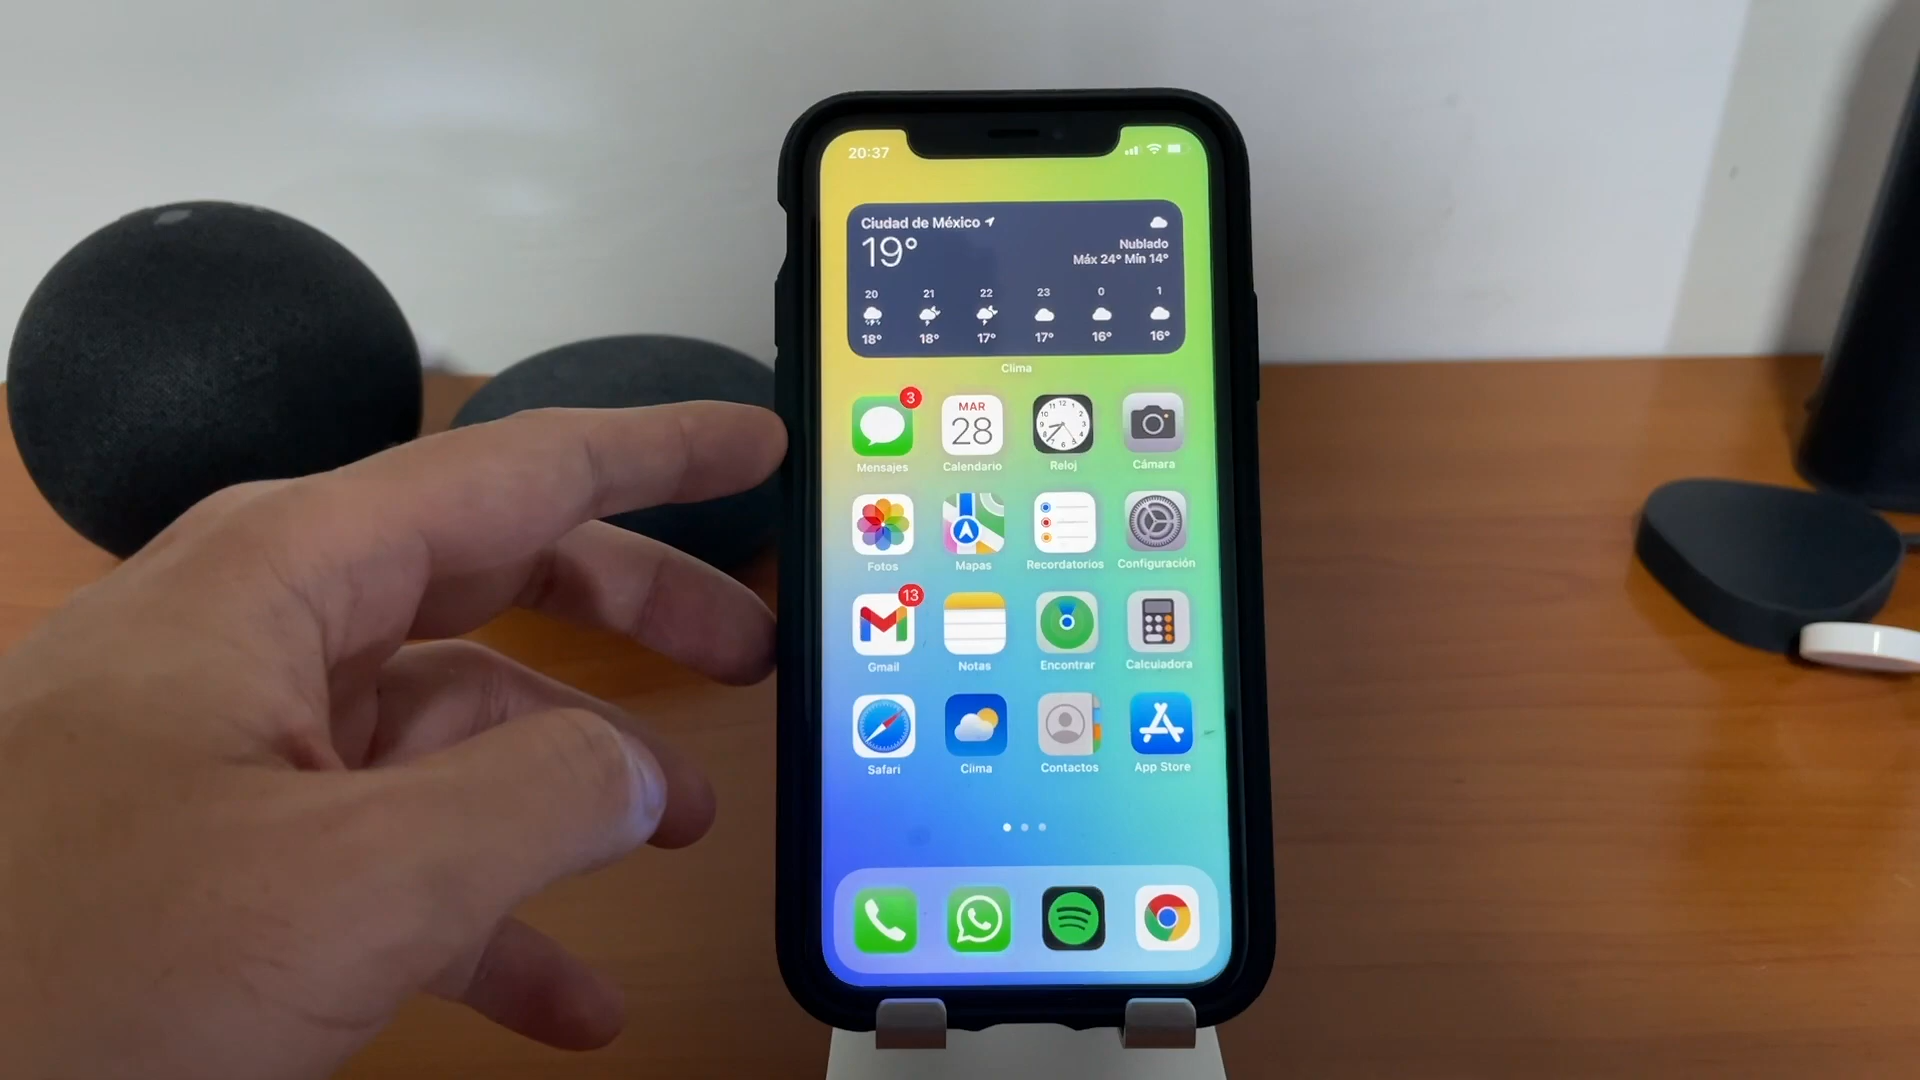 20:37
Ciudad de México
19°
Nublado
Máx 24° Mín 14°
20 21 22 23 0 1
18° 18° 17° 17° 16° 16°
Clima
3
MAR
28
Mensajes Calendario Reloj Cámara
Fotos Mapas Recordatorios Configuración
13
Gmail Notas Encontrar Calculadora
Safari Clima Contactos App Store